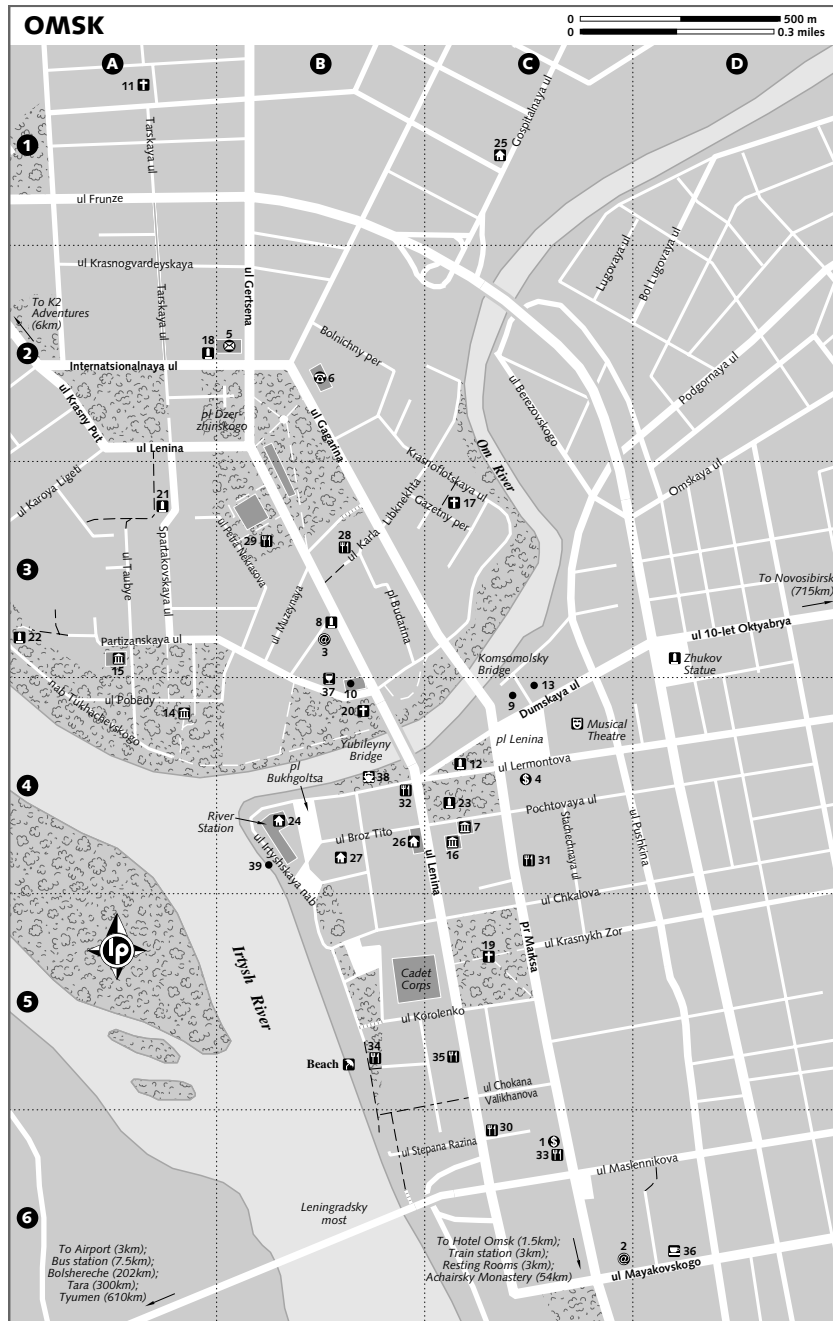 OMSK
0 500 m
0 0.3 miles
A
B
C
D
11
Gospitalnaya ul
25
1
Tarskaya ul
ul Frunze
Lugovaya ul
Bol Lugovaya ul
ul Krasnogvardeyskaya
ul Gertsena
Tarskaya ul
To K2
Adventures
(6km)
18
5
Bolnichny per
2
Internatsionalnaya ul
6
ul Berezovskogo
Podgornaya ul
ul Krasny Put
pl Dzer-
zhinskogo
ul Gagarina
ul Lenina
Om River
Krasnoflotskaya ul
Omskaya ul
ul Karoya Ligeti
21
17
Gazetny per
ul Karla Libknekhta
ul Petra Nekrasova
29
28
3
ul Taubye
Spartakovskaya ul
pl Budarina
To Novosibirsk
(715km)
ul Muzeynaya
8
ul 10-let Oktyabrya
22
Partizanskaya ul
3
Komsomolsky
Bridge
Zhukov
Statue
15
37
10
13
9
Dumskaya ul
nab Tukhachevskogo
ul Pobedy
14
20
Musical
Theatre
Yubileyny
Bridge
pl Lenina
12
ul Lermontova
pl
Bukhgoltsa
38
4
4
32
23
Pochtovaya ul
River
Station
24
ul Broz Tito
7
Stachechnaya ul
ul Pushkina
26
16
39
ul Irtyshskaya nab
27
ul Lenina
31
ul Chkalova
lp
19
pr Marksa
ul Krasnykh Zor
Irtysh River
Cadet
Corps
5
ul Korolenko
34
Beach
35
ul Chokana
Valikhanova
30
ul Stepana Razina
1
33
ul Maslennikova
Leningradsky
most
6
To Airport (3km);
Bus station (7.5km);
Bolshereche (202km);
Tara (300km);
Tyumen (610km)
To Hotel Omsk (1.5km);
Train station (3km);
Resting Rooms (3km);
Achairsky Monastery (54km)
2
36
ul Mayakovskogo